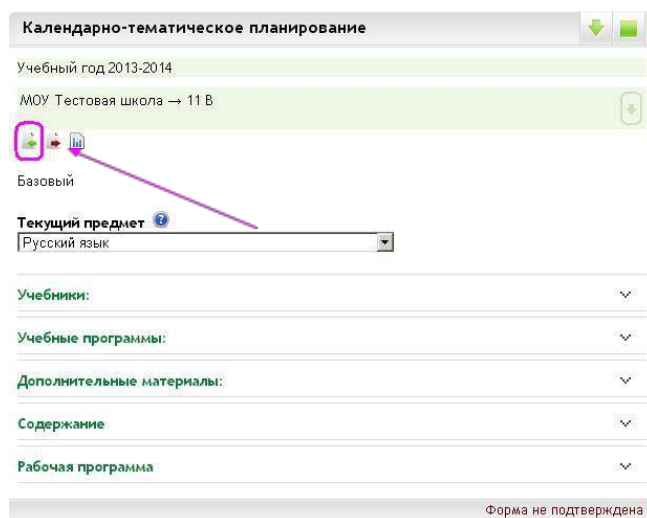 Календарно-тематическое планирование
Учебный год 2013-2014
МОУ Тестовая школа → 11 В
Базовый
Текущий предмет
Русский язык
Учебники:
Учебные программы:
Дополнительные материалы:
Содержание
Рабочая программа
Форма не подтверждена